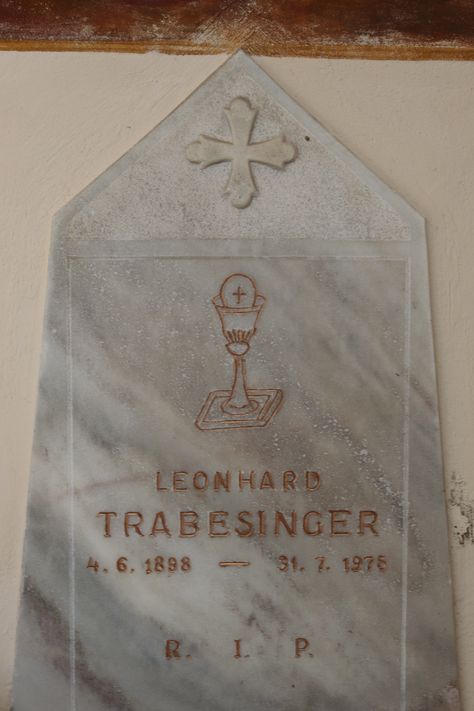 LEONHARD
TRABESINGER
4. 6. 1898 — 31. 7. 1975
R. I. P.